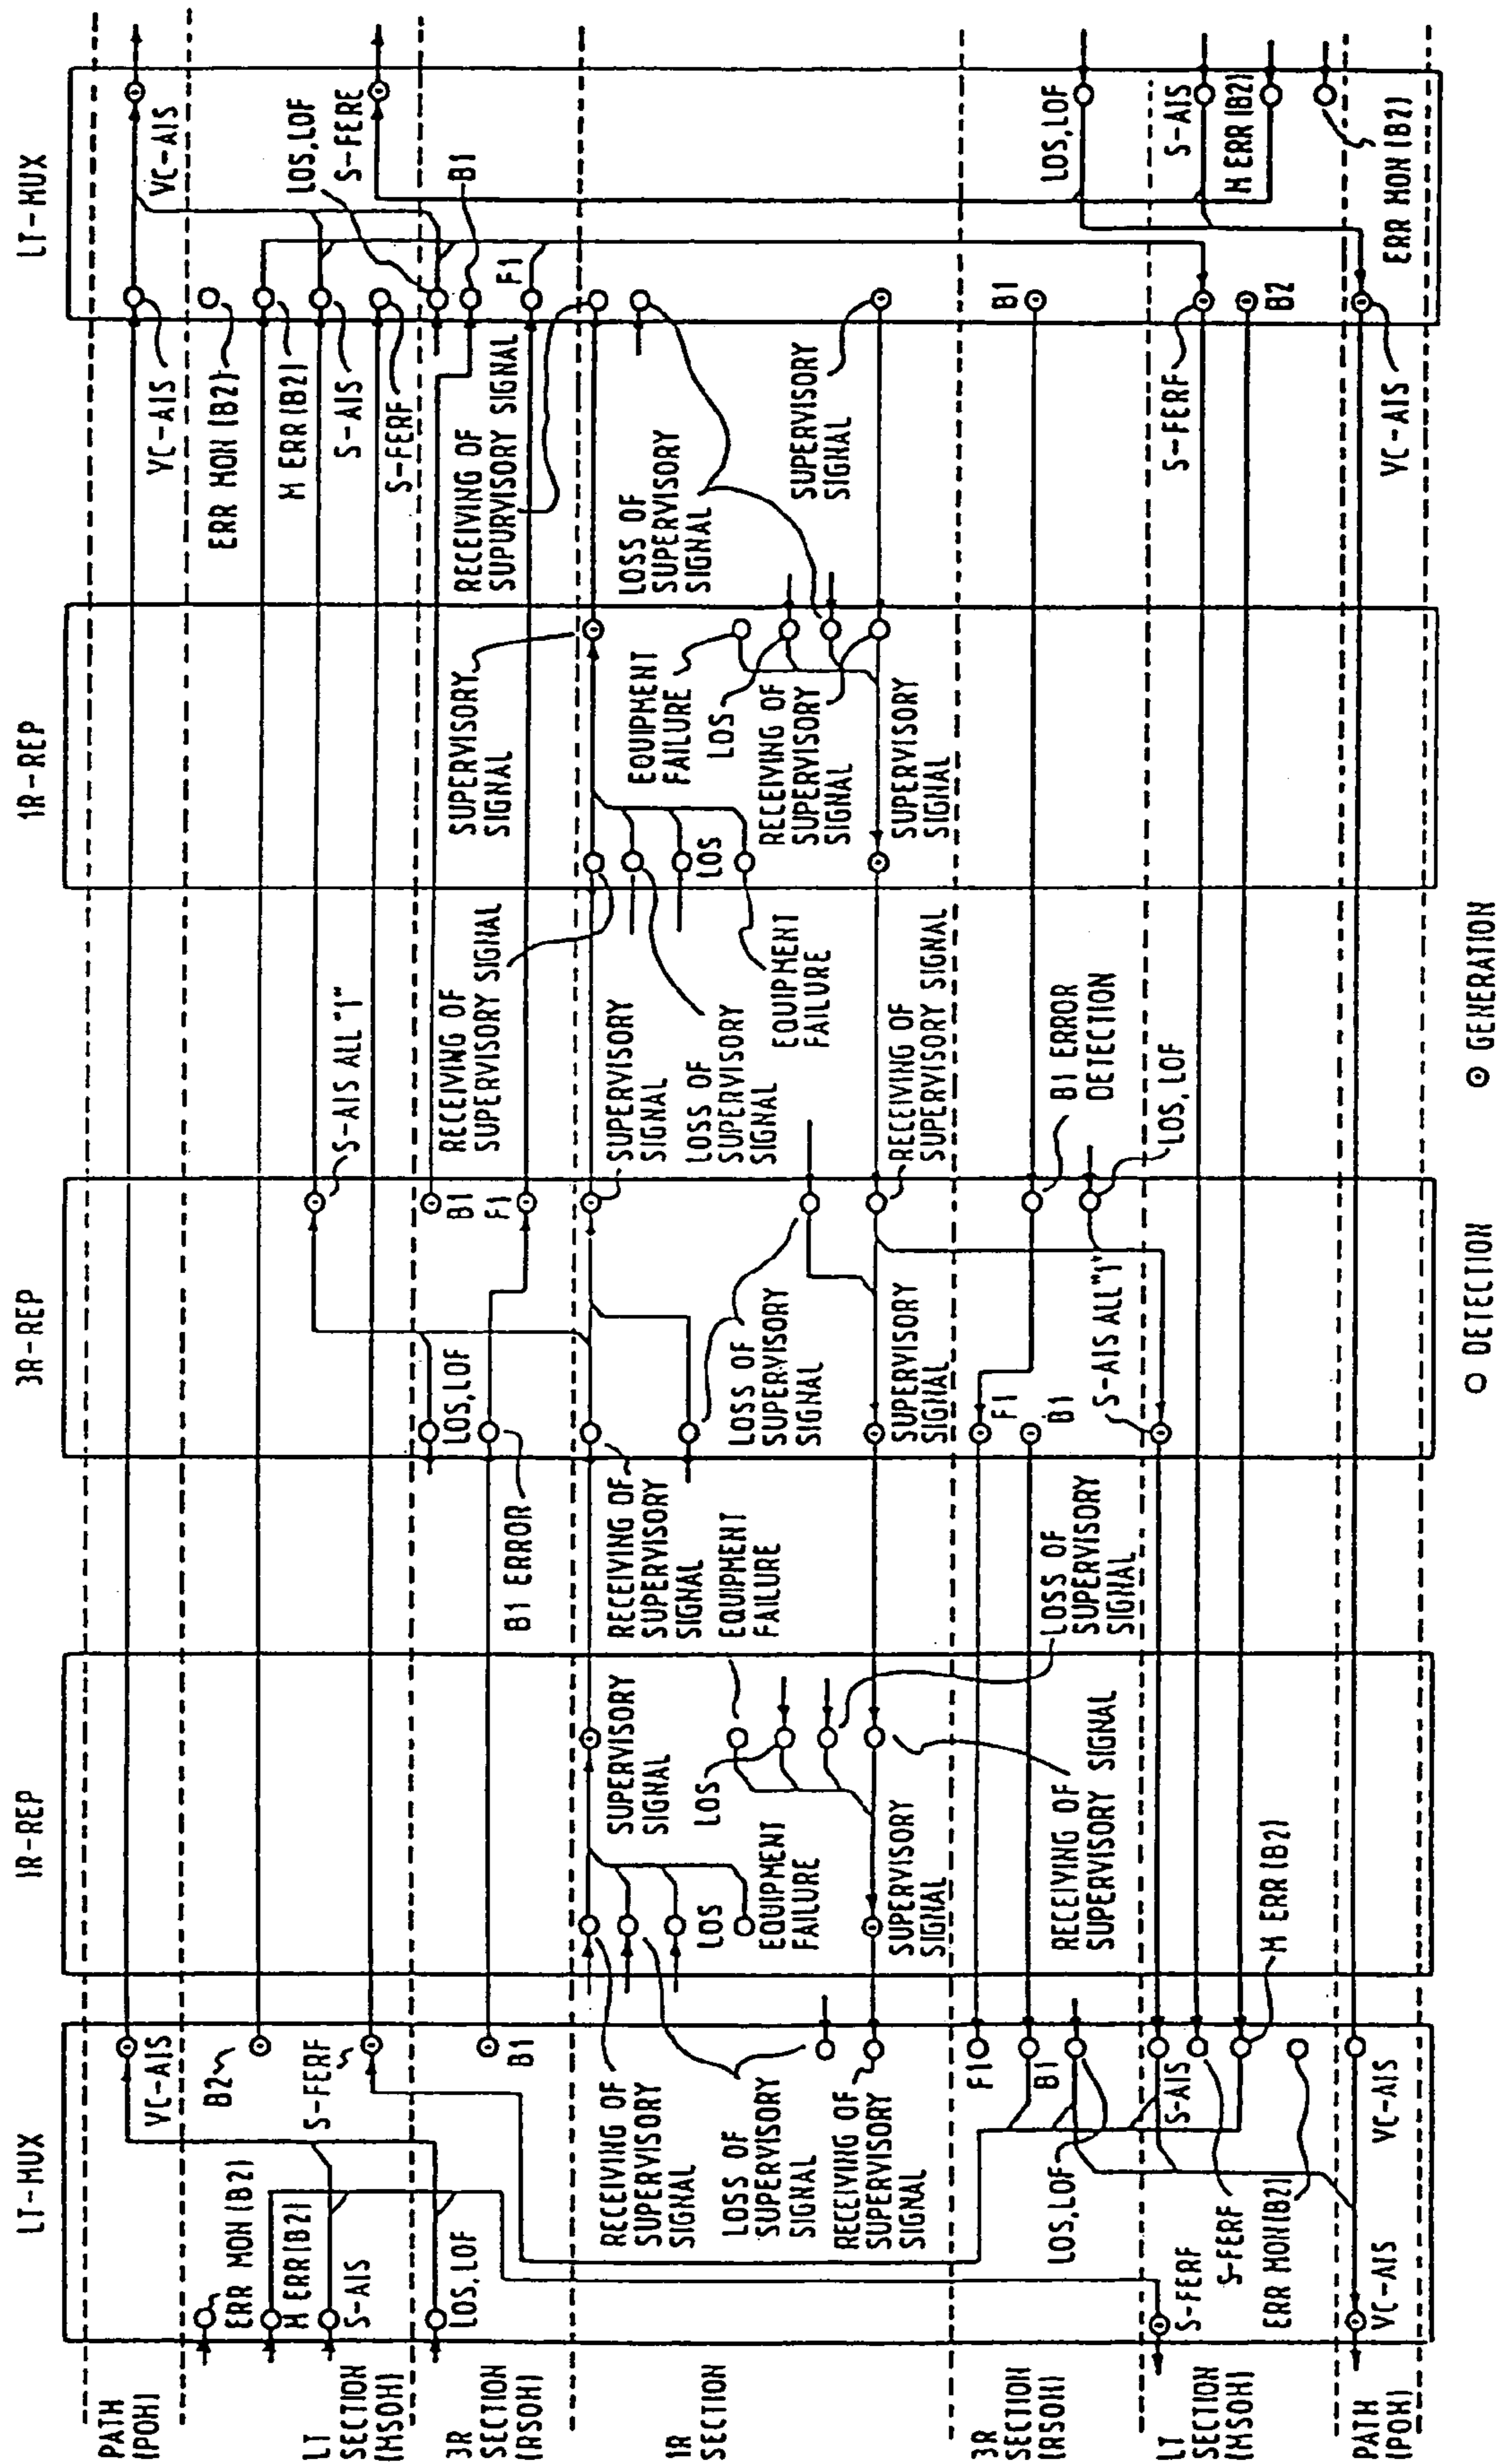 LT-MUX
1R-REP
3R-REP
1R-REP
LT-MUX
PATH
(POH)
LT
SECTION
(MSOH)
3R
SECTION
(RSOH)
1R
SECTION
3R
SECTION
(RSOH)
LT
SECTION
(MSOH)
PATH
(POH)
ERR MON (B2)
M ERR(B2)
S-AIS
LOS,LOF
VC-AIS
B2
S-FERF
B1
RECEIVING OF
SUPERVISORY
SIGNAL
LOSS OF
SUPERVISORY
SIGNAL
RECEIVING OF
SUPERVISORY
SIGNAL
F1
B1
LOS,LOF
S-AIS
S-FERF
S-FERF
ERR MON(B2)
M ERR (B2)
VC-AIS
VC-AIS
SUPERVISORY
SIGNAL
LOS
EQUIPMENT
FAILURE
LOS
SUPERVISORY
SIGNAL
RECEIVING OF
SUPERVISORY SIGNAL
EQUIPMENT
FAILURE
LOSS OF
SUPERVISORY
SIGNAL
B1 ERROR
RECEIVING OF
SUPERVISORY
SIGNAL
LOS,LOF
S-AIS ALL "1"
B1
F1
SUPERVISORY
SIGNAL
LOSS OF
SUPERVISORY
SIGNAL
SUPERVISORY
SIGNAL
F1
B1
S-AIS ALL "1"
RECEIVING OF
SUPERVISORY SIGNAL
LOSS OF
SUPERVISORY
SIGNAL
EQUIPMENT
FAILURE
RECEIVING OF
SUPERVISORY SIGNAL
B1 ERROR
DETECTION
LOS, LOF
SUPERVISORY
SIGNAL
LOS
EQUIPMENT
FAILURE
LOS
RECEIVING OF
SUPERVISORY
SIGNAL
SUPERVISORY
SIGNAL
VC-AIS
ERR MON (B2)
M ERR (B2)
S-AIS
S-FERF
RECEIVING OF
SUPURVISORY SIGNAL
LOSS OF
SUPERVISORY
SIGNAL
SUPERVISORY
SIGNAL
S-FERF
VC-AIS
VC-AIS
LOS,LOF
S-FERE
B1
F1
B1
B2
LOS,LOF
S-AIS
M ERR (B2)
ERR MON (B2)
DETECTION
GENERATION